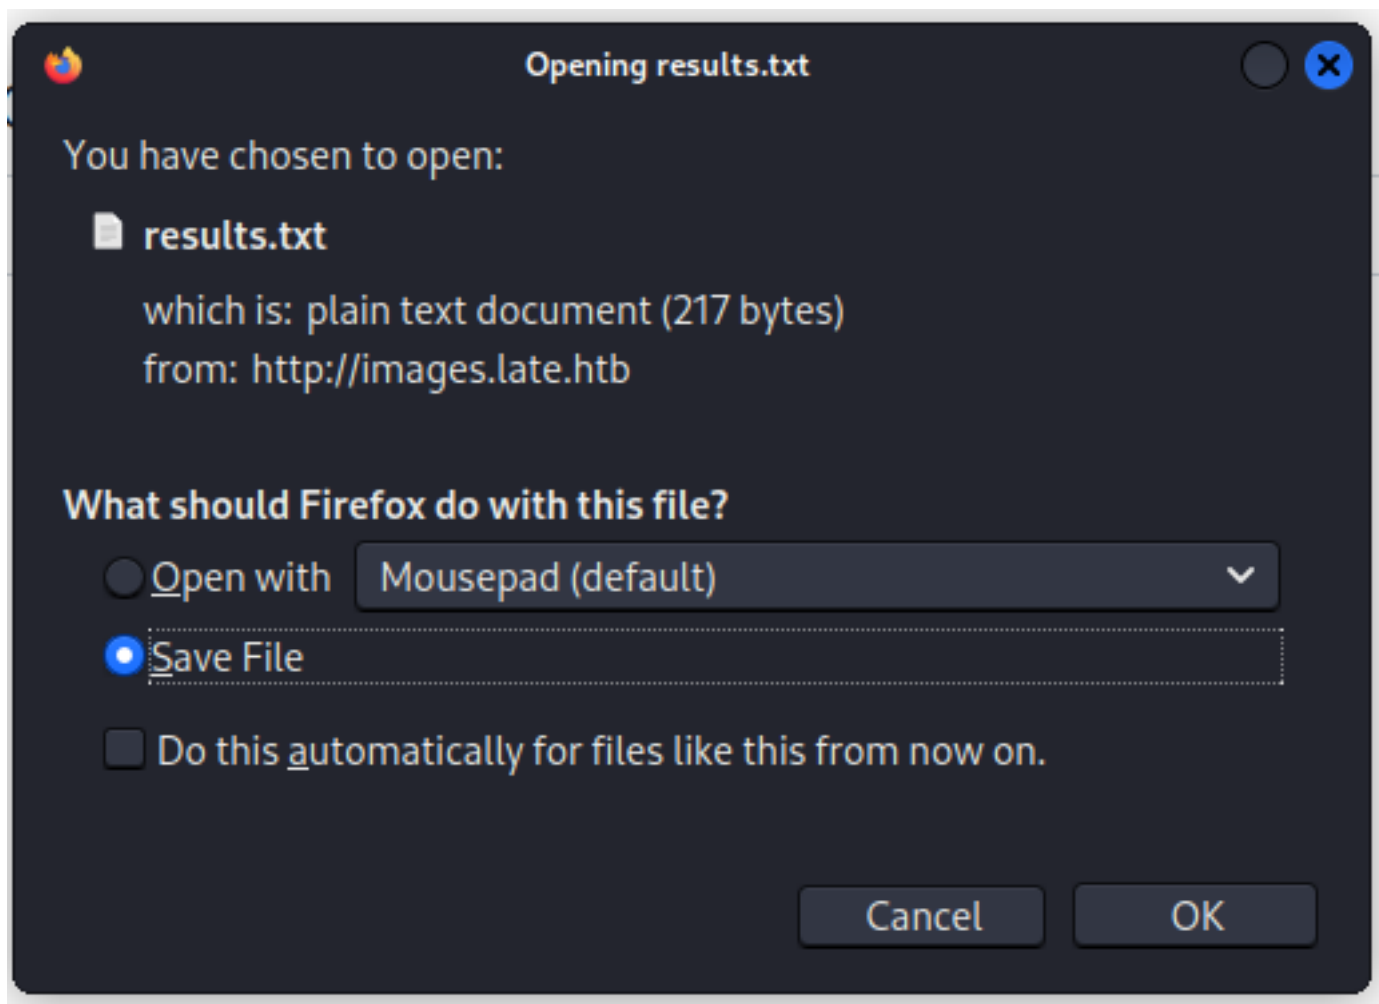 Opening results.txt
You have chosen to open:
results.txt
which is: plain text document (217 bytes)
from: http://images.late.htb
What should Firefox do with this file?
Open with Mousepad (default)
Save File
Do this automatically for files like this from now on.
Cancel OK